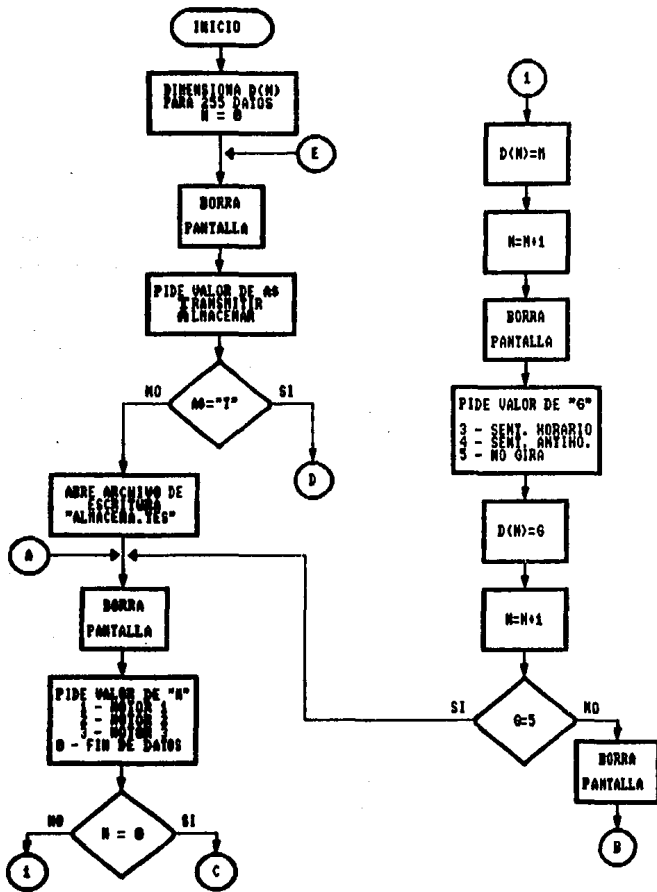 INICIO
DIMENSIONA D(N)
PARA 255 DATOS
N = 0
E
BORRA
PANTALLA
PIDE VALOR DE A$
TRANSMITIR
ALMACENAR
A$="T"
NO
SI
D
ABRE ARCHIVO DE
ESCRITURA
"ALMACENA.TES"
A
BORRA
PANTALLA
PIDE VALOR DE "M"
1 - MOTOR 1
2 - MOTOR 2
3 - MOTOR 3
0 - FIN DE DATOS
M = 0
NO
SI
1
C
1
D(N)=M
N=N+1
BORRA
PANTALLA
PIDE VALOR DE "G"
3 - SENT. HORARIO
4 - SENT. ANTIHO.
5 - NO GIRA
D(N)=G
N=N+1
G=5
SI
NO
BORRA
PANTALLA
B